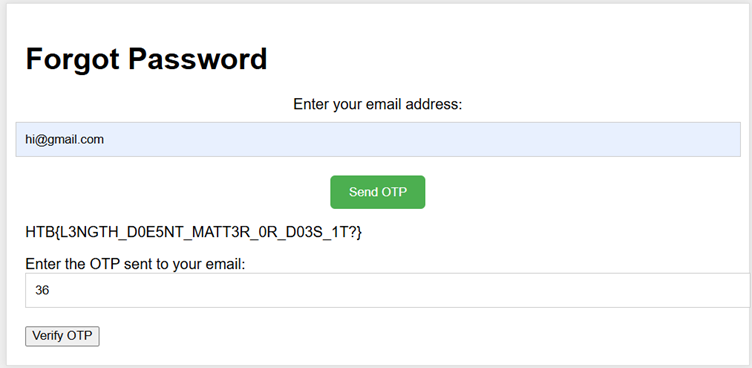 Forgot Password
Enter your email address:
hi@gmail.com
Send OTP
HTB{L3NGTH_D0E5NT_MATT3R_0R_D03S_1T?}
Enter the OTP sent to your email:
36
Verify OTP